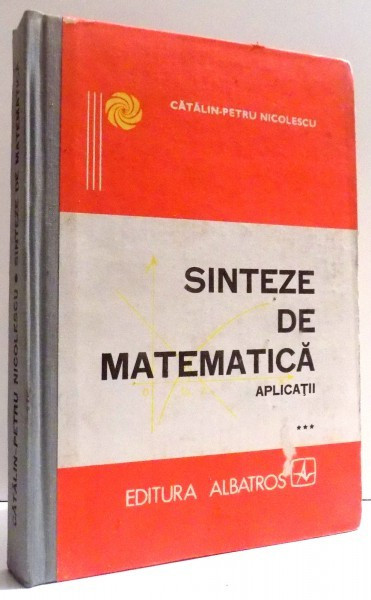 CĂTĂLIN-PETRU NICOLESCU
SINTEZE
DE
MATEMATICĂ
APLICAȚII
***
EDITURA ALBATROS
CĂTĂLIN-PETRU NICOLESCU * SINTEZE DE MATEMATICĂ